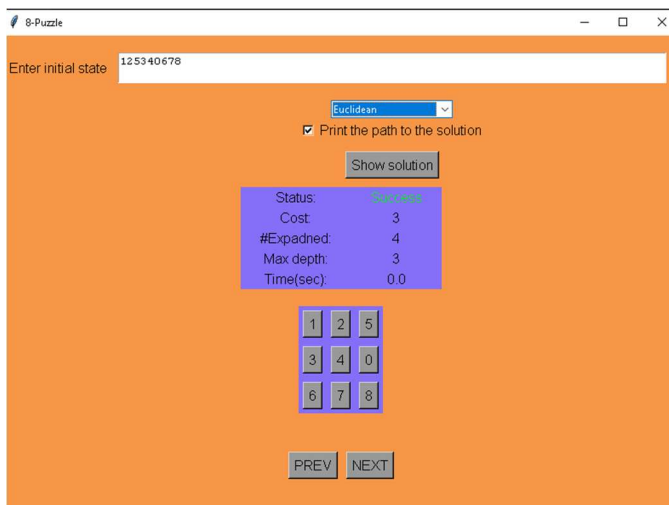 8-Puzzle
Enter initial state 125340678
Euclidean
Print the path to the solution
Show solution
Status: Success
Cost: 3
#Expadned: 4
Max depth: 3
Time(sec): 0.0
1 2 5
3 4 0
6 7 8
PREV NEXT